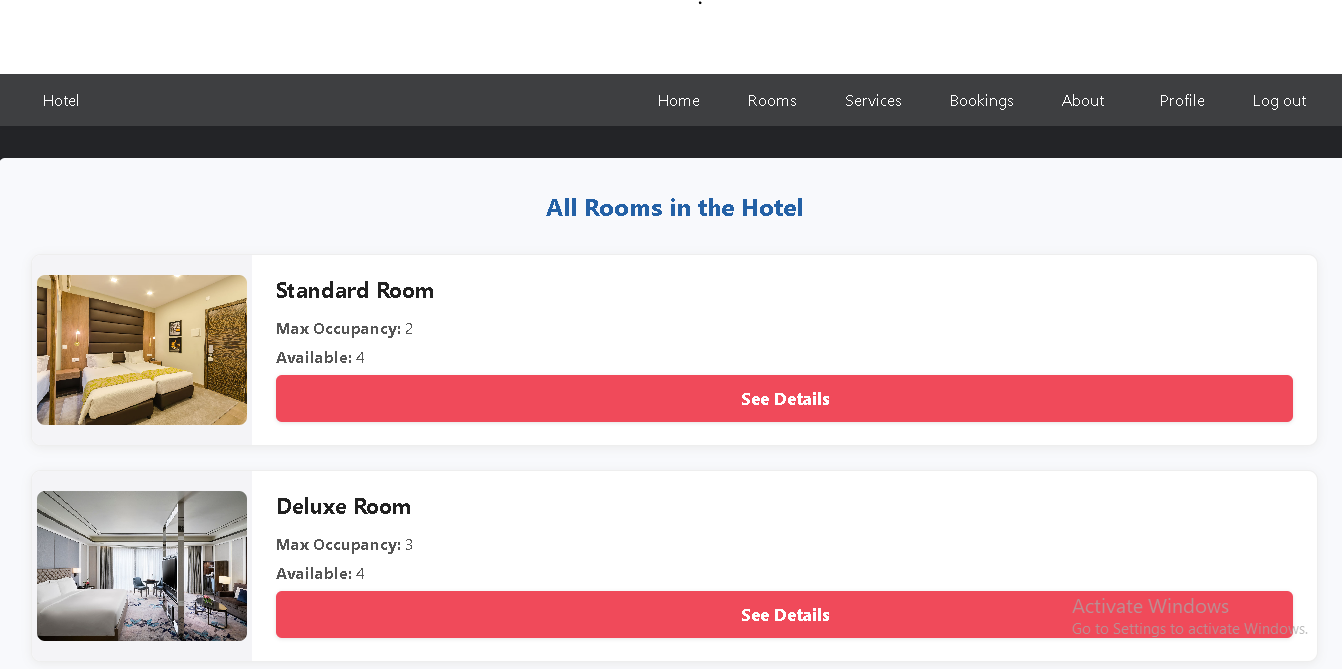 Hotel Home Rooms Services Bookings About Profile Log out
All Rooms in the Hotel
Standard Room
Max Occupancy: 2
Available: 4
See Details
Deluxe Room
Max Occupancy: 3
Available: 4
See Details
Activate Windows
Go to Settings to activate Windows.